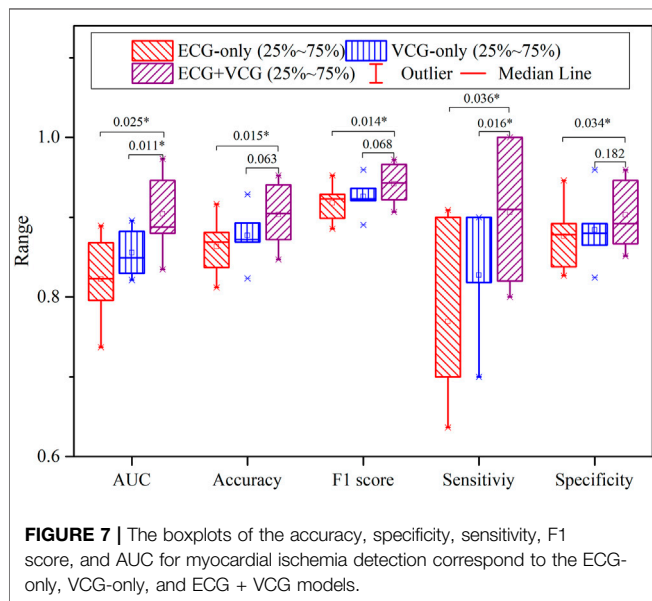 ECG-only (25%~75%) VCG-only (25%~75%)
ECG+VCG (25%~75%) Outlier Median Line
0.036*
0.025* 0.015* 0.014* 0.034*
0.011* 0.063 0.068 0.016* 0.182
1.0
0.8
0.6
Range
AUC Accuracy F1 score Sensitiviy Specificity
FIGURE 7 | The boxplots of the accuracy, specificity, sensitivity, F1
score, and AUC for myocardial ischemia detection correspond to the ECG-
only, VCG-only, and ECG + VCG models.